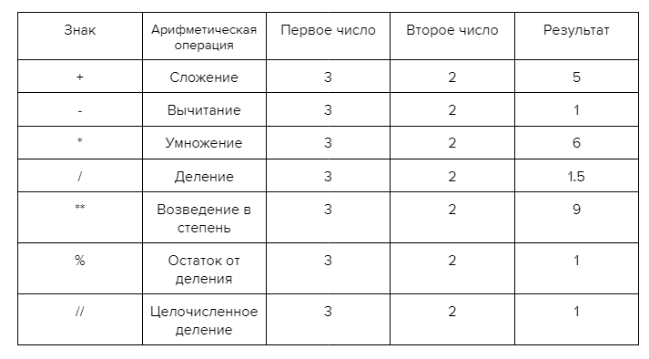 Знак Арифметическая операция Первое число Второе число Результат
+ Сложение 3 2 5
- Вычитание 3 2 1
* Умножение 3 2 6
/ Деление 3 2 1.5
** Возведение в степень 3 2 9
% Остаток от деления 3 2 1
// Целочисленное деление 3 2 1